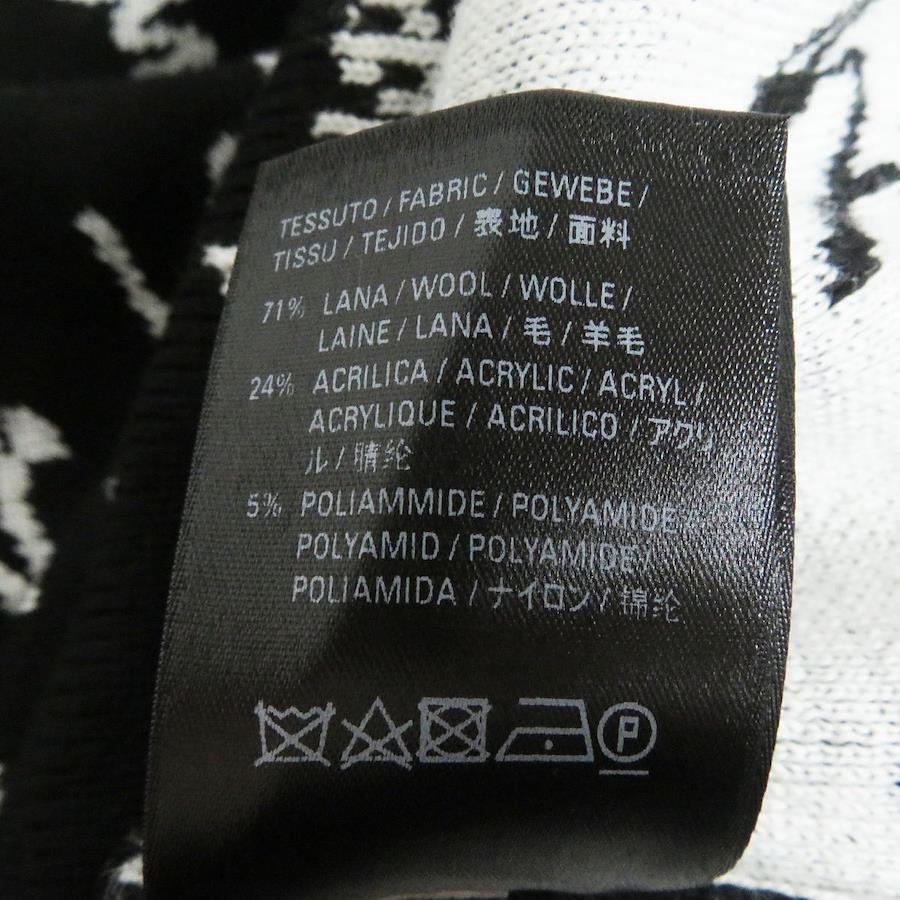 TESSUTO / FABRIC / GEWEBE /
TISSU / TEJIDO / 表地 / 面料
71% LANA / WOOL / WOLLE /
LAINE / LANA / 毛 / 羊毛
24% ACRILICA / ACRYLIC / ACRYL /
ACRYLIQUE / ACRILICO / アクリ
ル / 腈纶
5% POLIAMMIDE / POLYAMIDE /
POLYAMID / POLYAMIDE /
POLIAMIDA / ナイロン / 锦纶
P